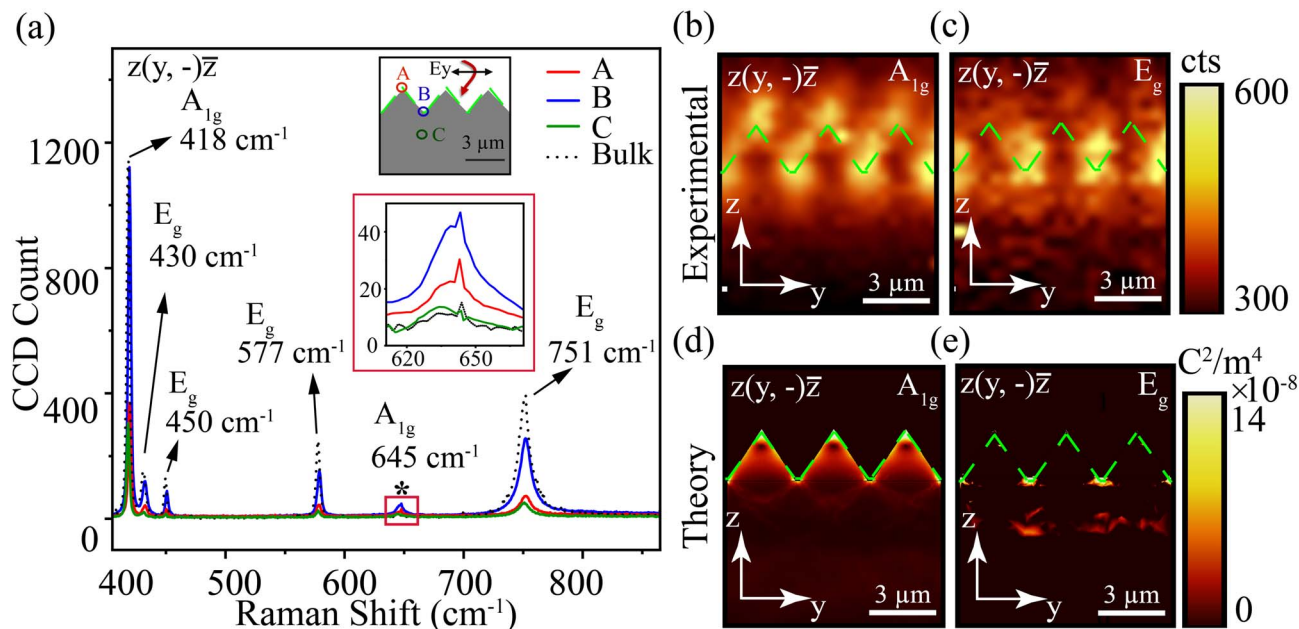 (a)
z(y, -)z̄
A₁g
418 cm⁻¹
Eg
430 cm⁻¹
Eg
450 cm⁻¹
Eg
577 cm⁻¹
A₁g
645 cm⁻¹
*
Eg
751 cm⁻¹
A
Ey
B
C
3 µm
A
B
C
Bulk
40
20
0
620
650
1200
800
400
0
CCD Count
400
500
600
700
800
Raman Shift (cm⁻¹)
(b)
z(y, -)z̄
A₁g
z
y
3 µm
Experimental
(c)
z(y, -)z̄
Eg
z
y
3 µm
cts
600
300
(d)
z(y, -)z̄
A₁g
z
y
3 µm
Theory
(e)
z(y, -)z̄
Eg
z
y
3 µm
C²/m⁴
×10⁻⁸
14
0